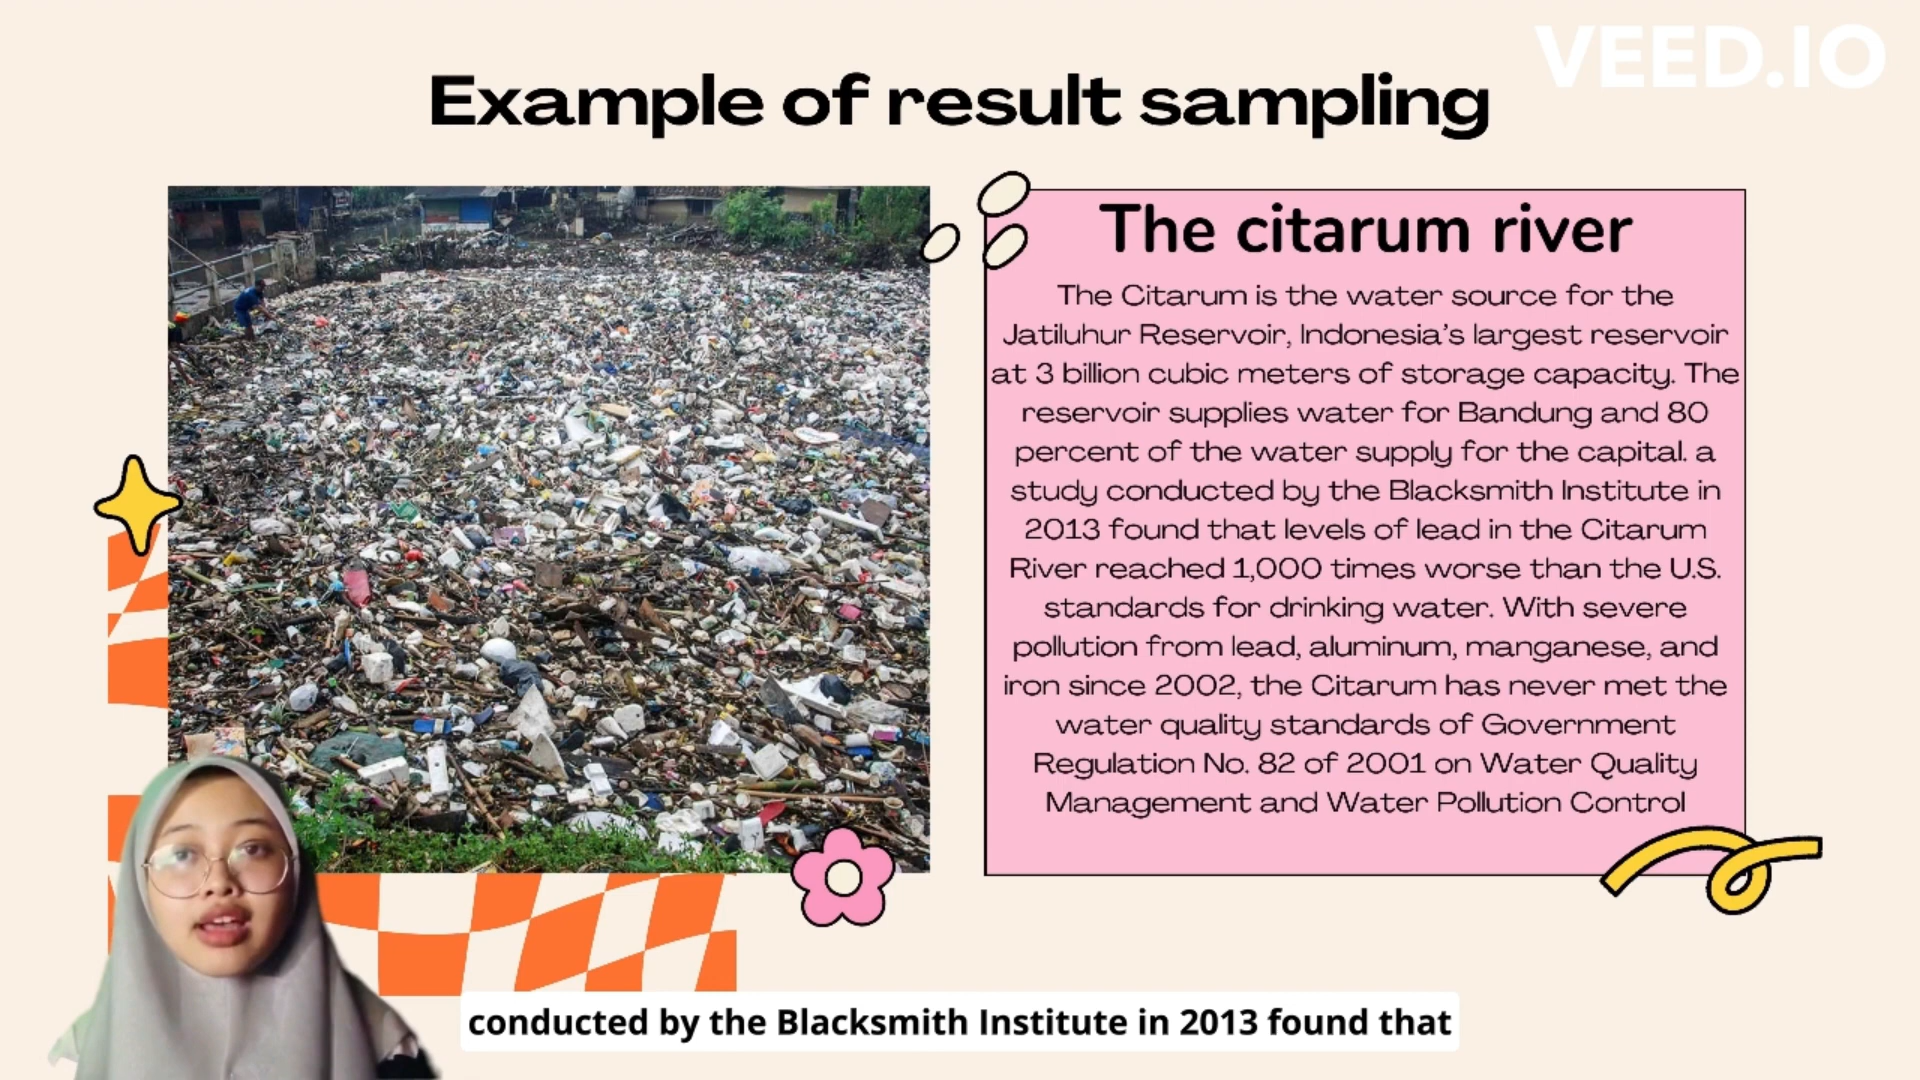 VEED.IO
Example of result sampling
The citarum river
The Citarum is the water source for the
Jatiluhur Reservoir, Indonesia's largest reservoir
at 3 billion cubic meters of storage capacity. The
reservoir supplies water for Bandung and 80
percent of the water supply for the capital. a
study conducted by the Blacksmith Institute in
2013 found that levels of lead in the Citarum
River reached 1,000 times worse than the U.S.
standards for drinking water. With severe
pollution from lead, aluminum, manganese, and
iron since 2002, the Citarum has never met the
water quality standards of Government
Regulation No. 82 of 2001 on Water Quality
Management and Water Pollution Control
conducted by the Blacksmith Institute in 2013 found that